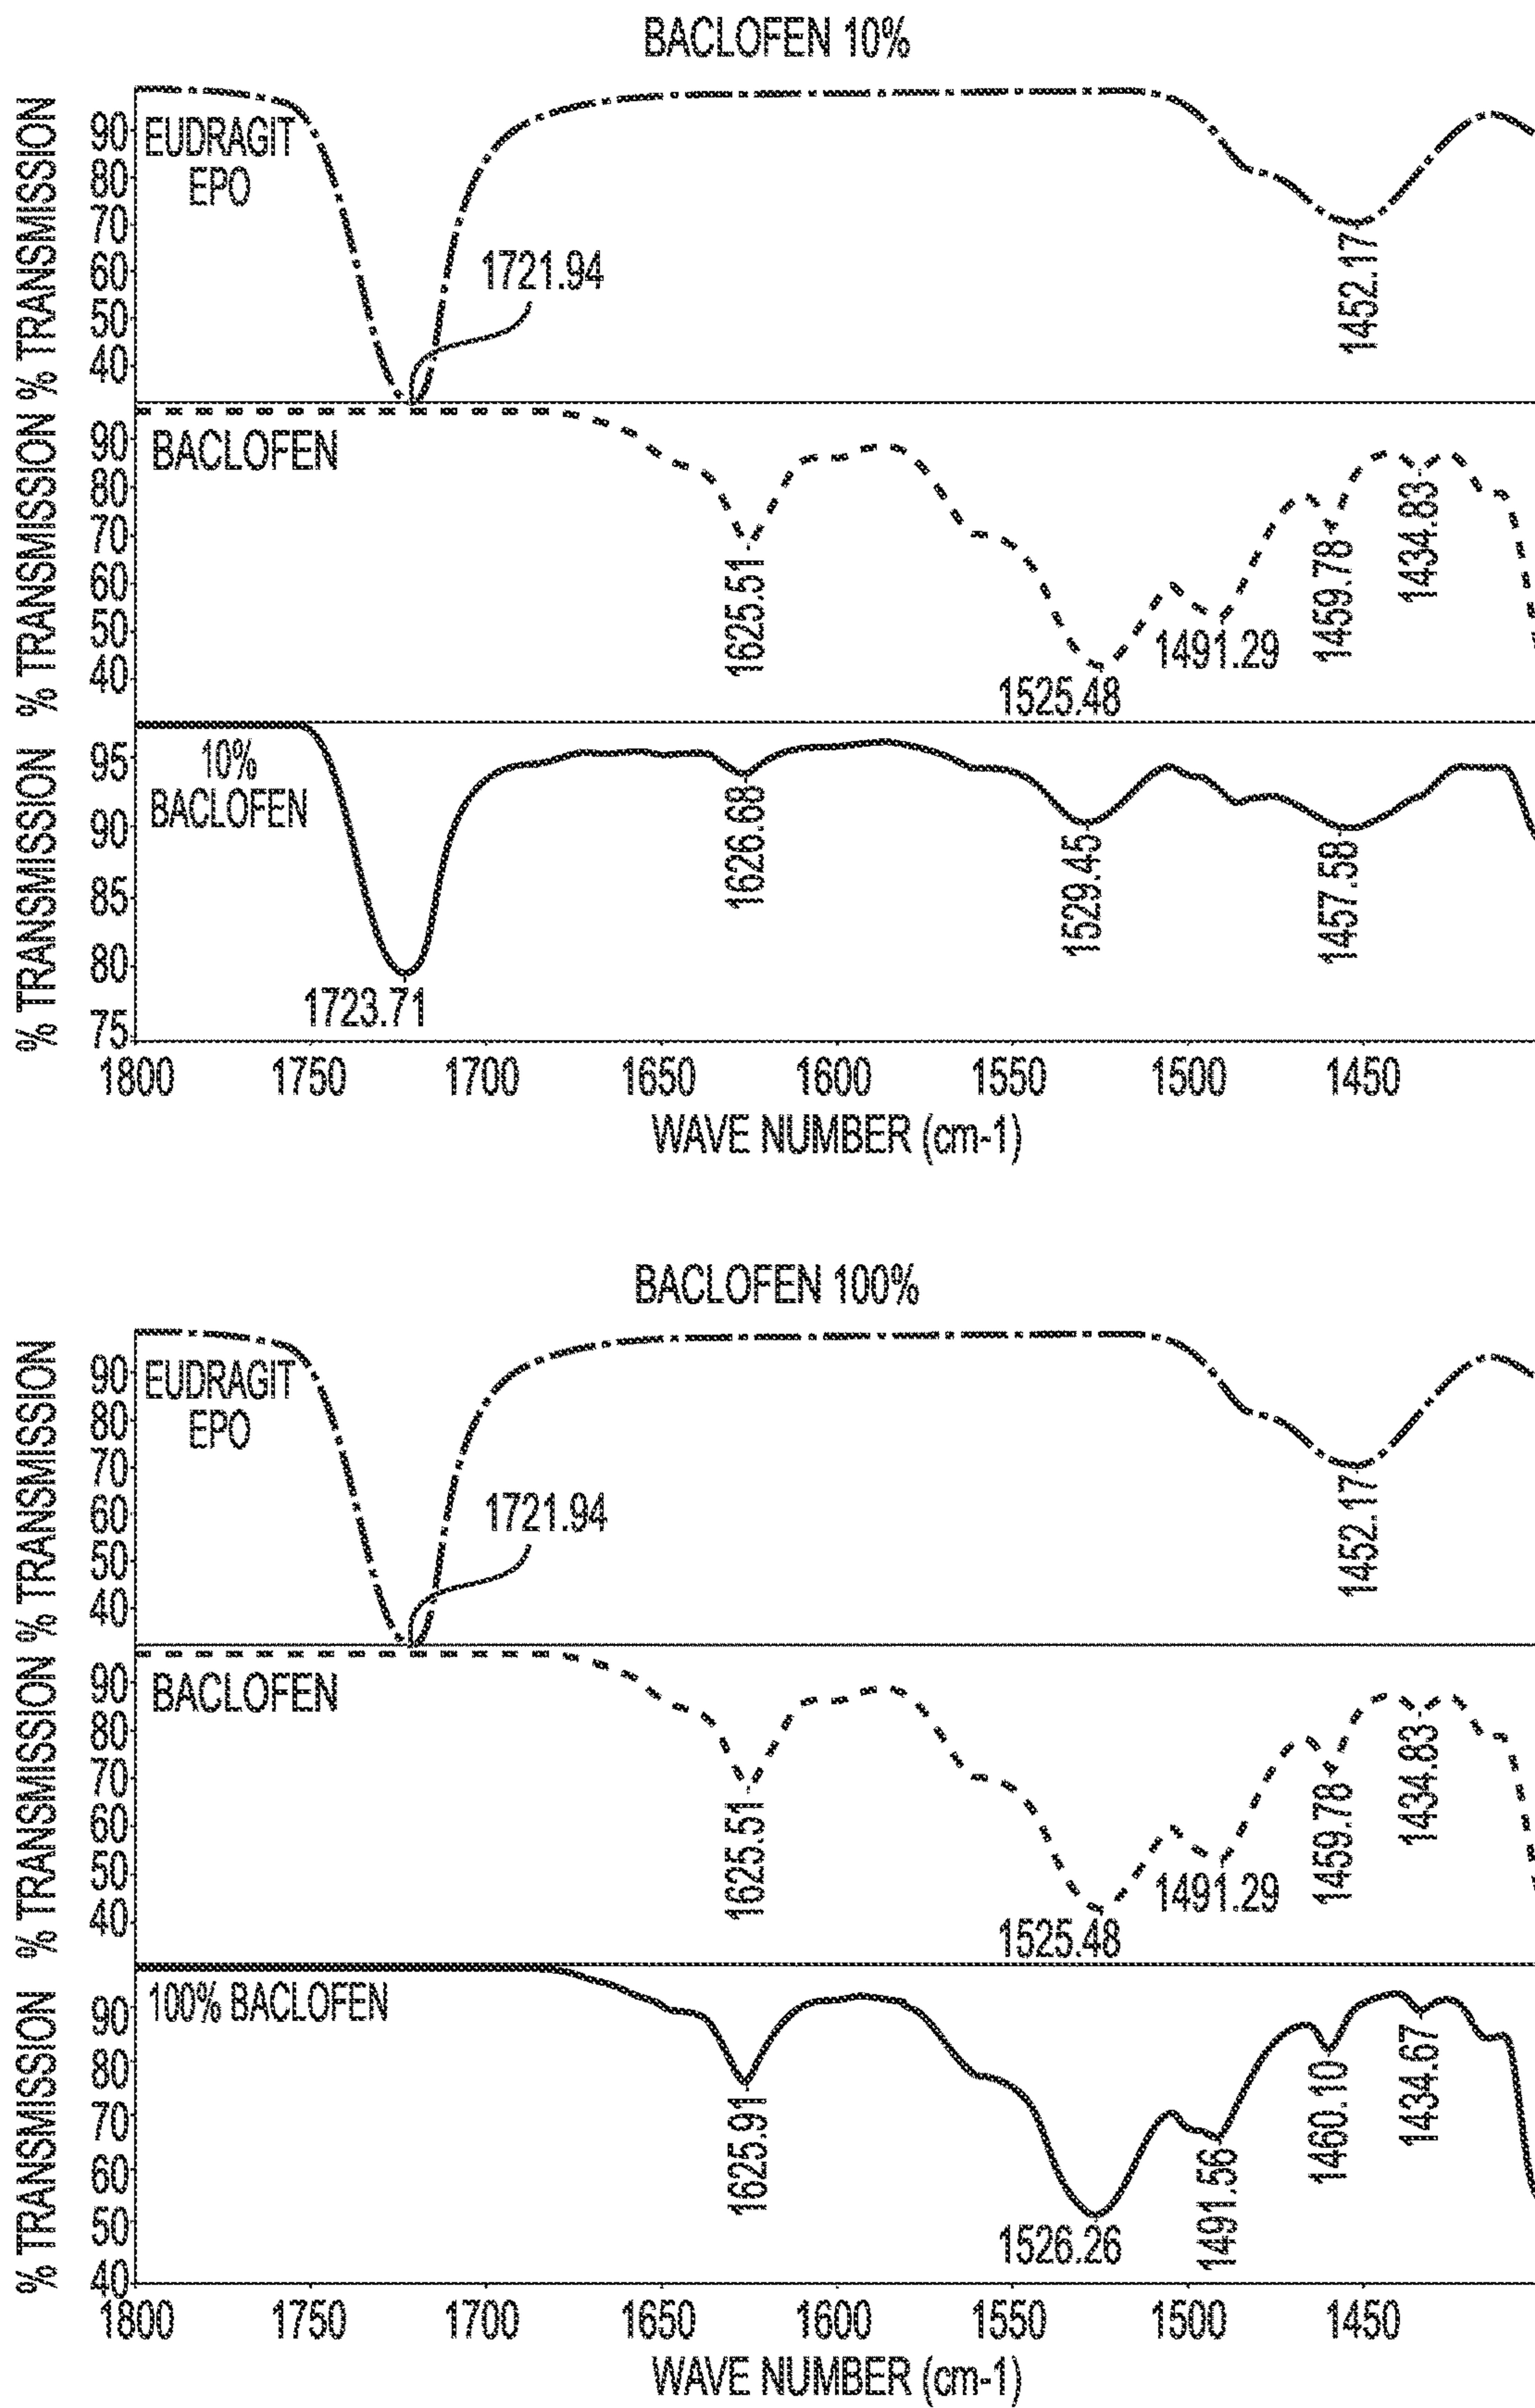 BACLOFEN 10%
% TRANSMISSION
90
80
70
60
50
40
EUDRAGIT
EPO
1721.94
1452.17
% TRANSMISSION
90
80
70
60
50
40
BACLOFEN
1625.51
1525.48
1491.29
1459.78
1434.83
% TRANSMISSION
95
90
85
80
75
10%
BACLOFEN
1723.71
1626.68
1529.45
1457.58
1800 1750 1700 1650 1600 1550 1500 1450
WAVE NUMBER (cm-1)
BACLOFEN 100%
% TRANSMISSION
90
80
70
60
50
40
EUDRAGIT
EPO
1721.94
1452.17
% TRANSMISSION
90
80
70
60
50
40
BACLOFEN
1625.51
1525.48
1491.29
1459.78
1434.83
% TRANSMISSION
90
80
70
60
50
40
100% BACLOFEN
1625.91
1526.26
1491.56
1460.10
1434.67
1800 1750 1700 1650 1600 1550 1500 1450
WAVE NUMBER (cm-1)